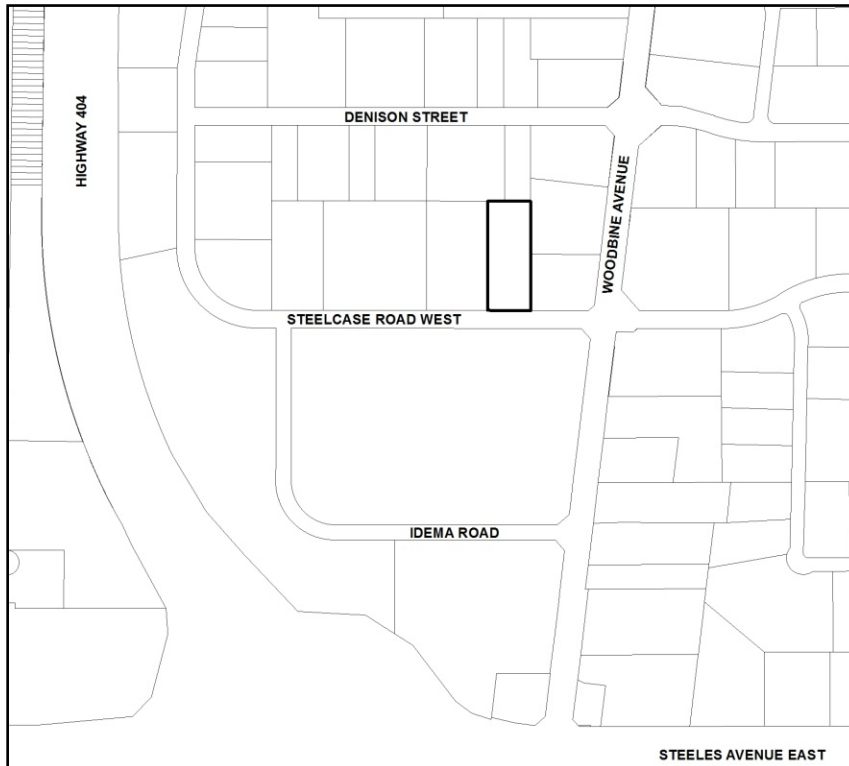 HIGHWAY 404
DENISON STREET
WOODBINE AVENUE
STEELCASE ROAD WEST
IDEMA ROAD
STEELES AVENUE EAST